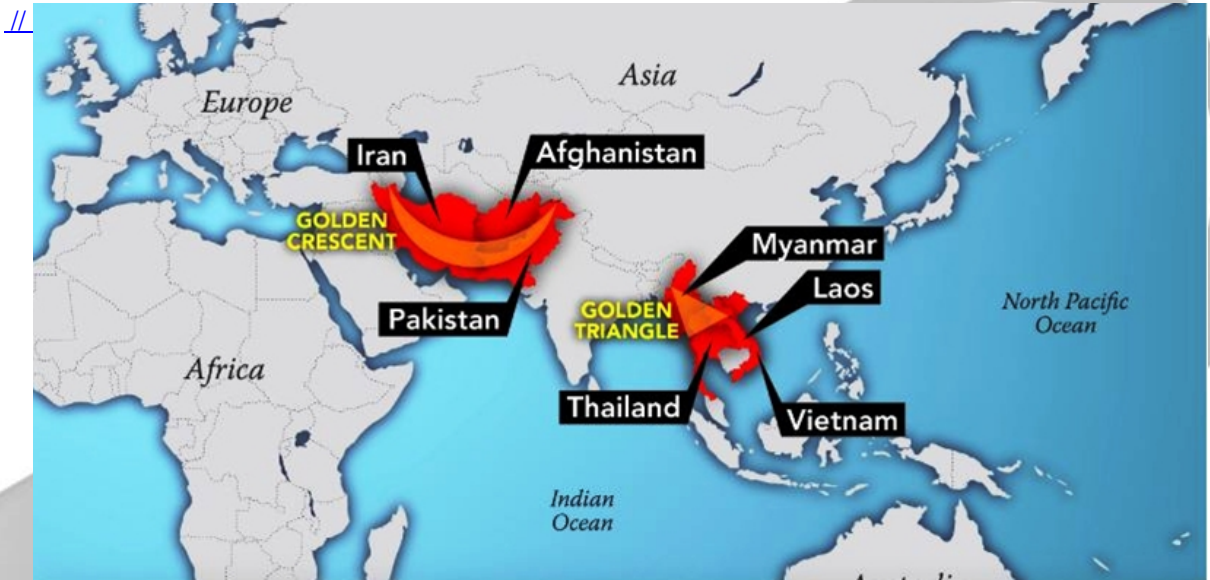 //
Europe
Asia
Iran
Afghanistan
GOLDEN
CRESCENT
Pakistan
Myanmar
Laos
GOLDEN
TRIANGLE
North Pacific
Ocean
Africa
Thailand
Vietnam
Indian
Ocean